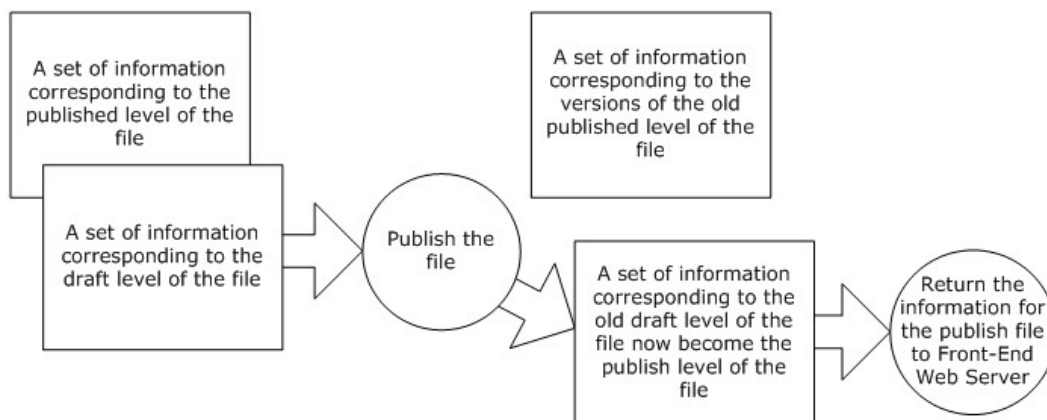 A set of information
corresponding to the
published level of the
file
A set of information
corresponding to the
draft level of the file
Publish the
file
A set of information
corresponding to the
versions of the old
published level of the
file
A set of information
corresponding to the
old draft level of the
file now become the
publish level of the
file
Return the
information for
the publish file
to Front-End
Web Server